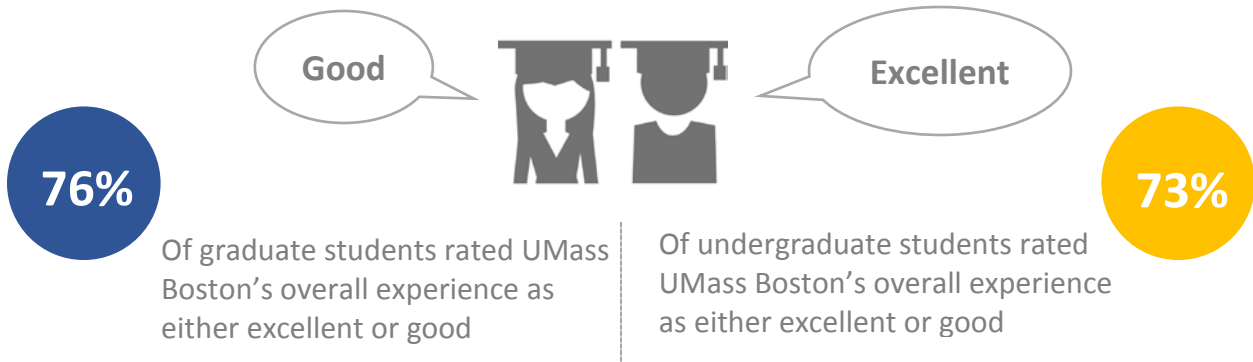 Good
Excellent
76%
Of graduate students rated UMass
Boston’s overall experience as
either excellent or good
73%
Of undergraduate students rated
UMass Boston’s overall experience
as either excellent or good